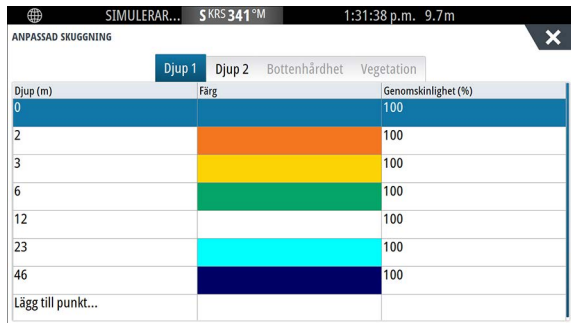 SIMULERAR... S KRS 341 °M 1:31:38 p.m. 9.7 m
ANPASSAD SKUGGNING
Djup 1 Djup 2 Bottenhårdhet Vegetation
Djup (m) Färg Genomskinlighet (%)
0 100
2 100
3 100
6 100
12 100
23 100
46 100
Lägg till punkt...